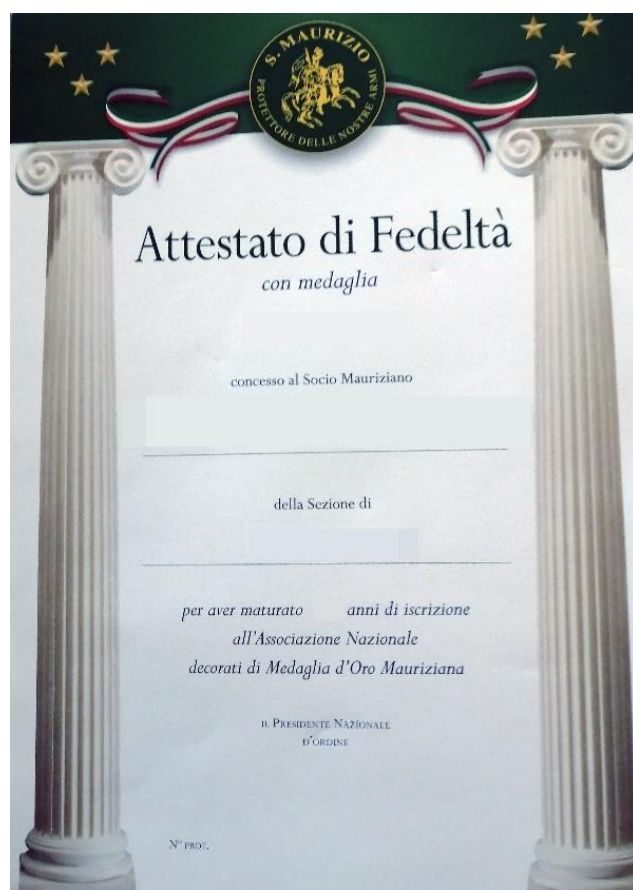 S. MAURIZIO
PROTETTORE DELLE NOSTRE ARMI
Attestato di Fedeltà
con medaglia
concesso al Socio Mauriziano
della Sezione di
per aver maturato anni di iscrizione
all'Associazione Nazionale
decorati di Medaglia d'Oro Mauriziana
IL PRESIDENTE NAZIONALE
D'ORDINE
N° PROT.